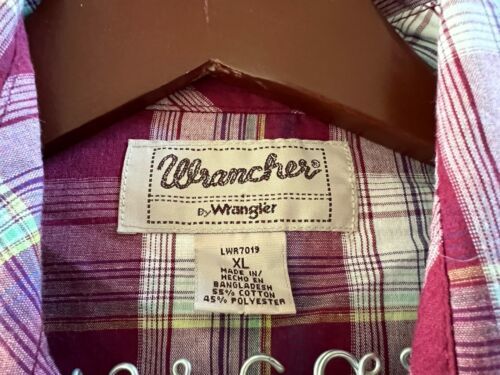 Wrancher®
By Wrangler
LWR7019
XL
MADE IN/
HECHO EN
BANGLADESH
55% COTTON
45% POLYESTER